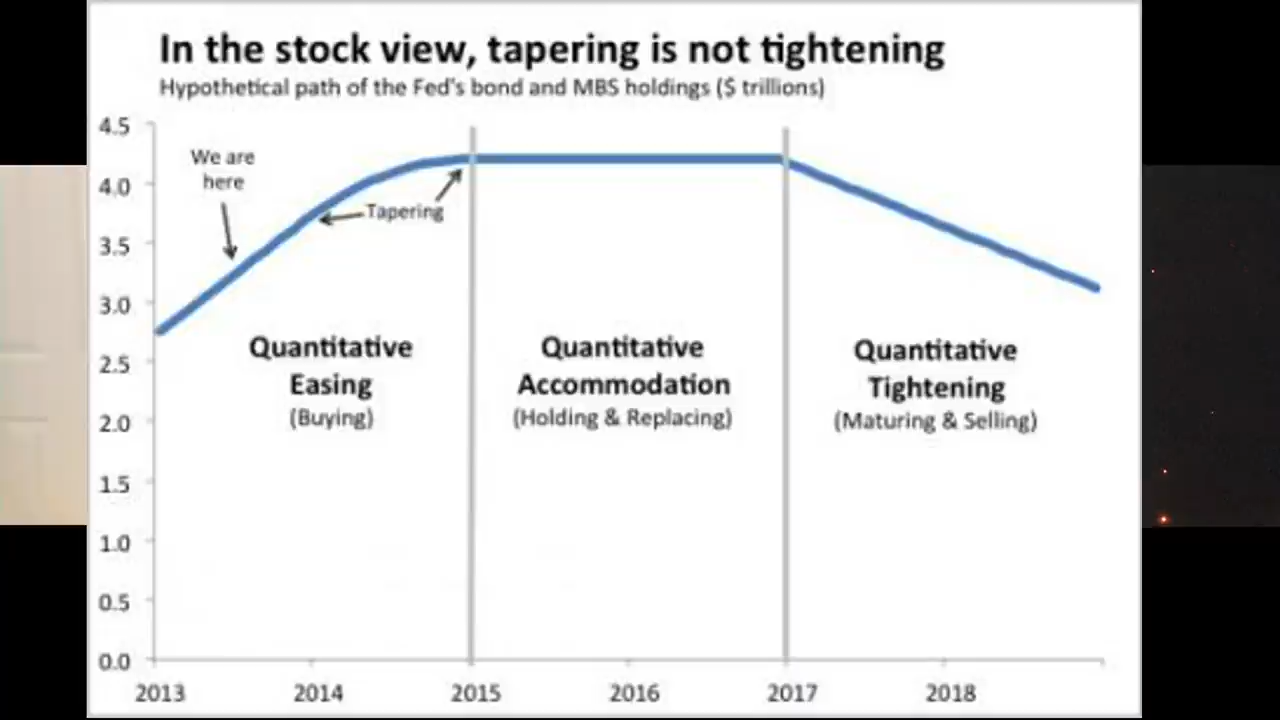 In the stock view, tapering is not tightening
Hypothetical path of the Fed's bond and MBS holdings ($ trillions)
4.5
4.0
3.5
3.0
2.5
2.0
1.5
1.0
0.5
0.0
We are
here
Tapering
Quantitative
Easing
(Buying)
Quantitative
Accommodation
(Holding & Replacing)
Quantitative
Tightening
(Maturing & Selling)
2013
2014
2015
2016
2017
2018